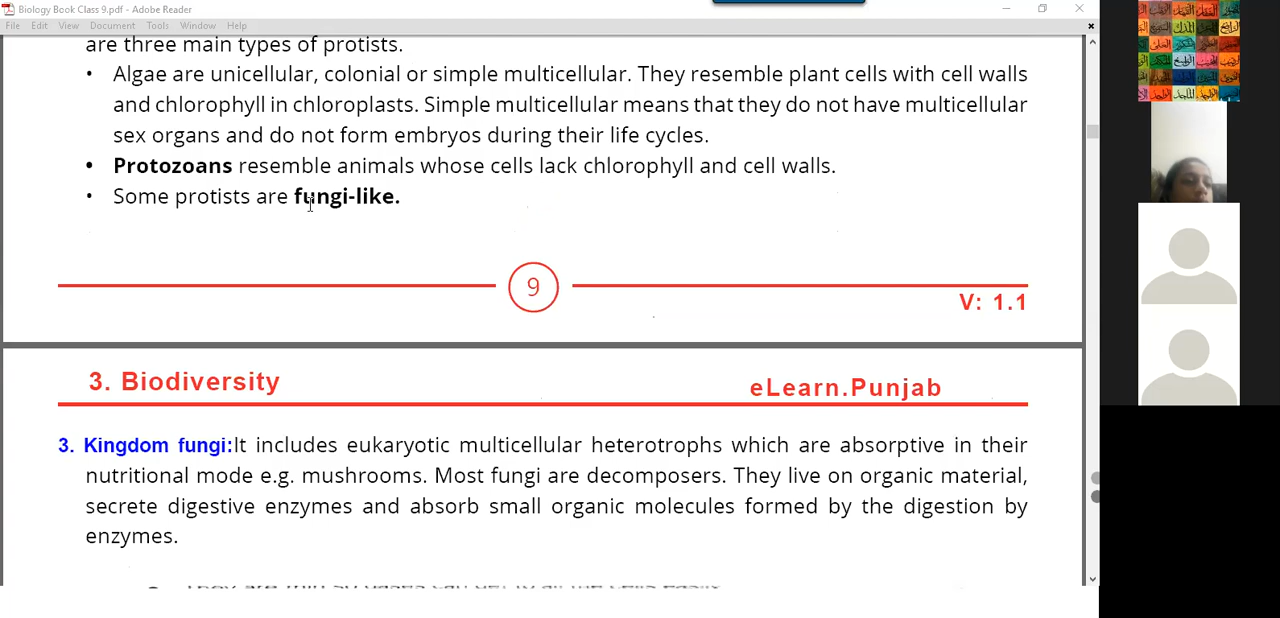 Biology Book Class 9.pdf - Adobe Reader
File Edit View Document Tools Window Help
are three main types of protists.
• Algae are unicellular, colonial or simple multicellular. They resemble plant cells with cell walls
and chlorophyll in chloroplasts. Simple multicellular means that they do not have multicellular
sex organs and do not form embryos during their life cycles.
• Protozoans resemble animals whose cells lack chlorophyll and cell walls.
• Some protists are fungi-like.
9
V: 1.1
3. Biodiversity
eLearn.Punjab
3. Kingdom fungi:It includes eukaryotic multicellular heterotrophs which are absorptive in their
nutritional mode e.g. mushrooms. Most fungi are decomposers. They live on organic material,
secrete digestive enzymes and absorb small organic molecules formed by the digestion by
enzymes.